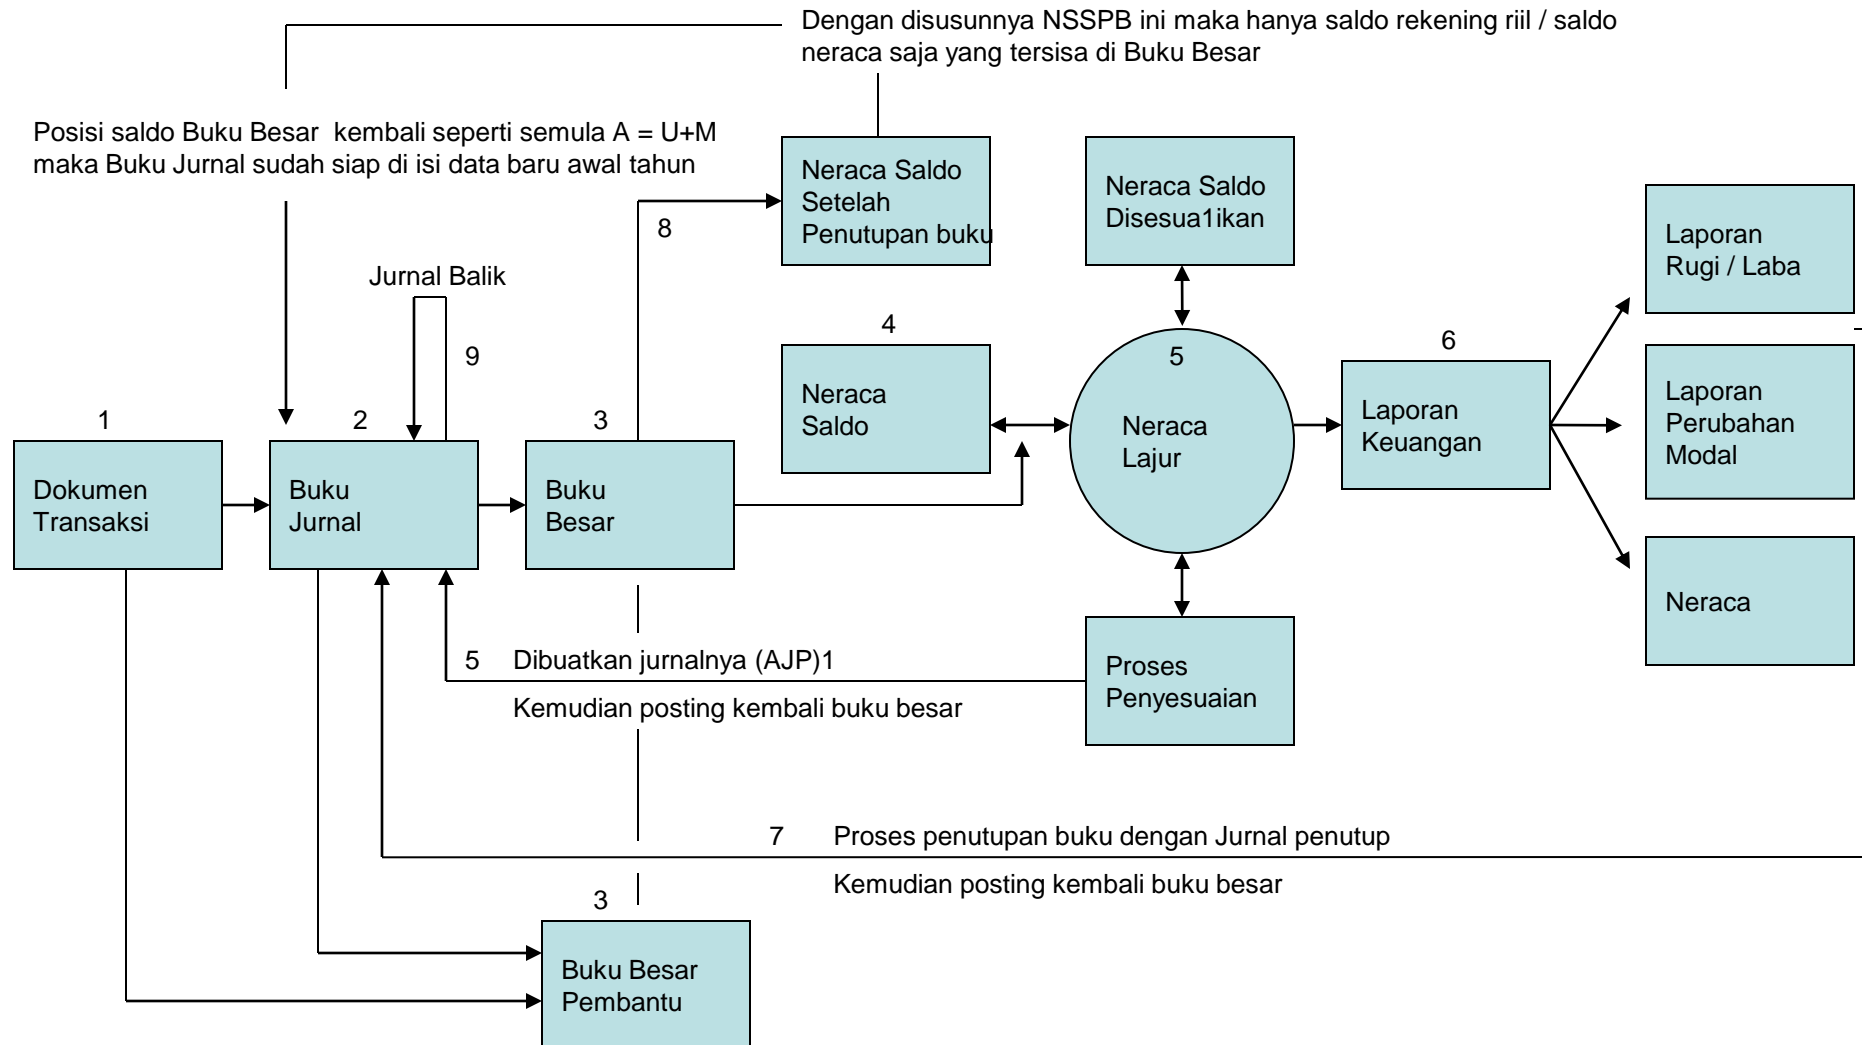 Dengan disusunnya NSSPB ini maka hanya saldo rekening riil / saldo
neraca saja yang tersisa di Buku Besar
Posisi saldo Buku Besar  kembali seperti semula A = U+M
maka Buku Jurnal sudah siap di isi data baru awal tahun
Neraca Saldo
Setelah
Penutupan buku
Neraca Saldo
Disesua1ikan
8
Laporan
Rugi / Laba
Jurnal Balik
9
4
5
6
Neraca
Saldo
Neraca
Lajur
Laporan
Keuangan
Laporan
Perubahan
Modal
1
2
3
Dokumen
Transaksi
Buku
Jurnal
Buku
Besar
Neraca
5
Dibuatkan jurnalnya (AJP)1
Kemudian posting kembali buku besar
Proses
Penyesuaian
7
Proses penutupan buku dengan Jurnal penutup
Kemudian posting kembali buku besar
3
Buku Besar
Pembantu